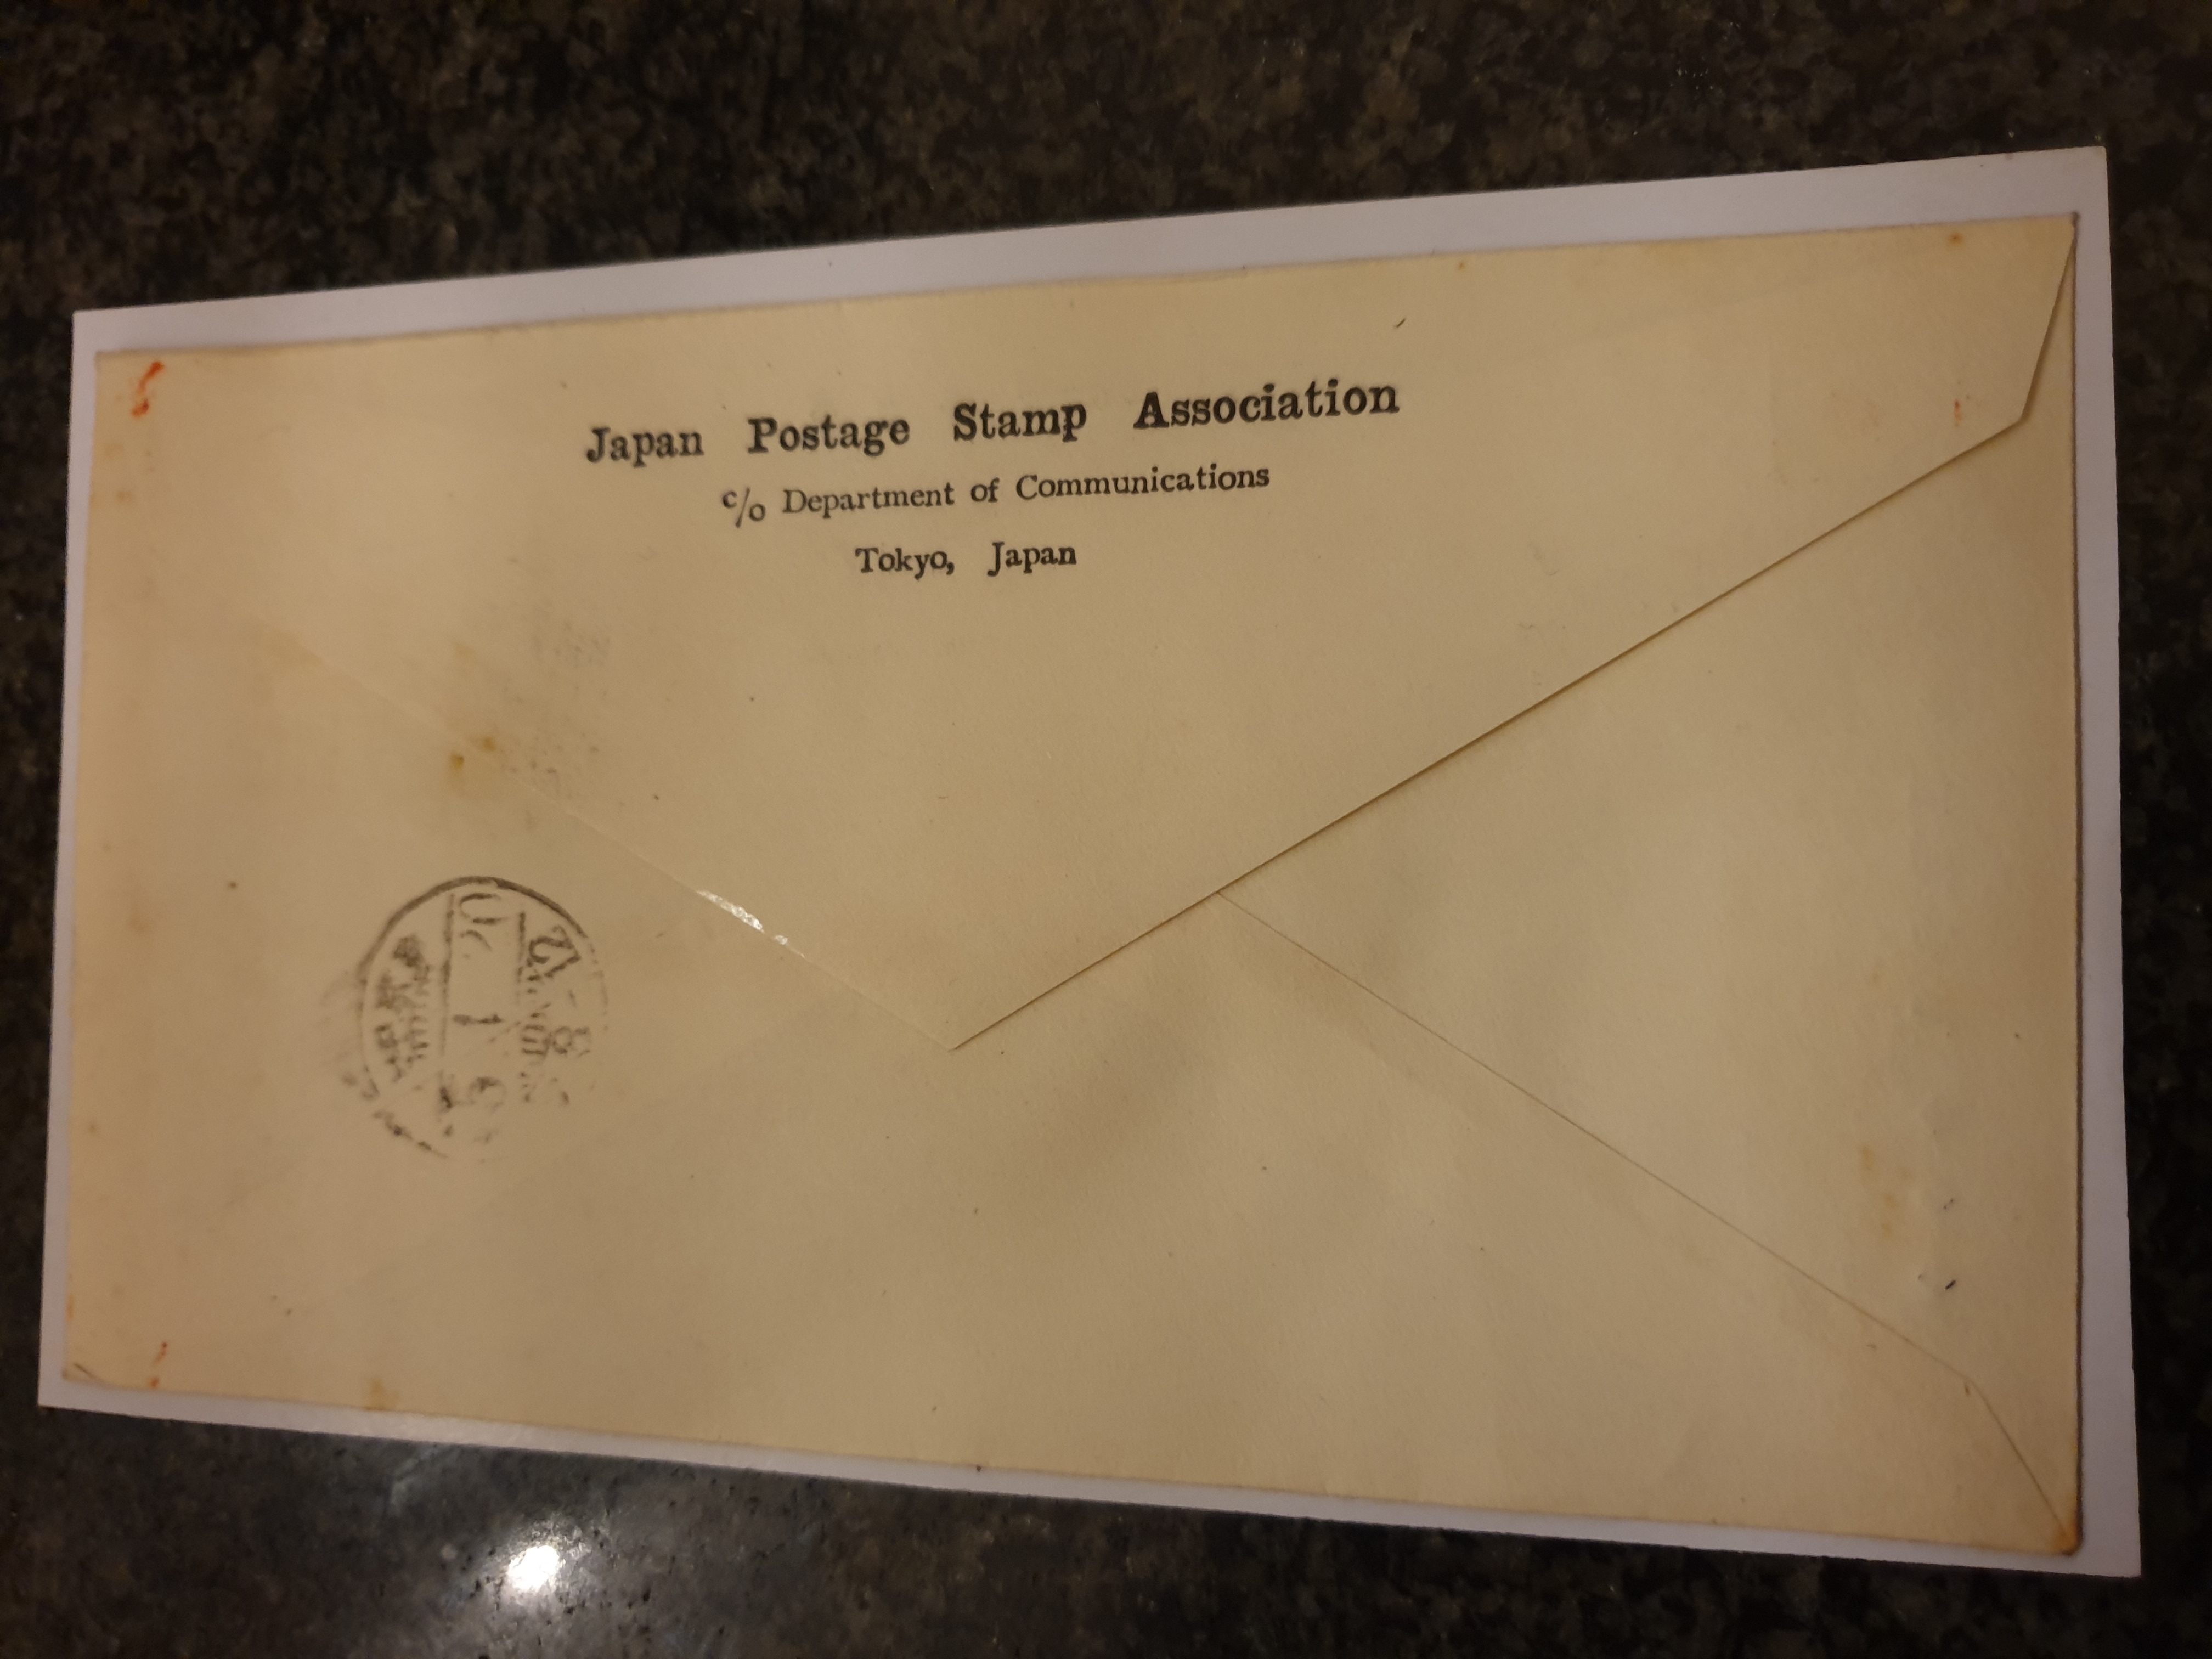 Japan Postage Stamp Association
c/o Department of Communications
Tokyo, Japan